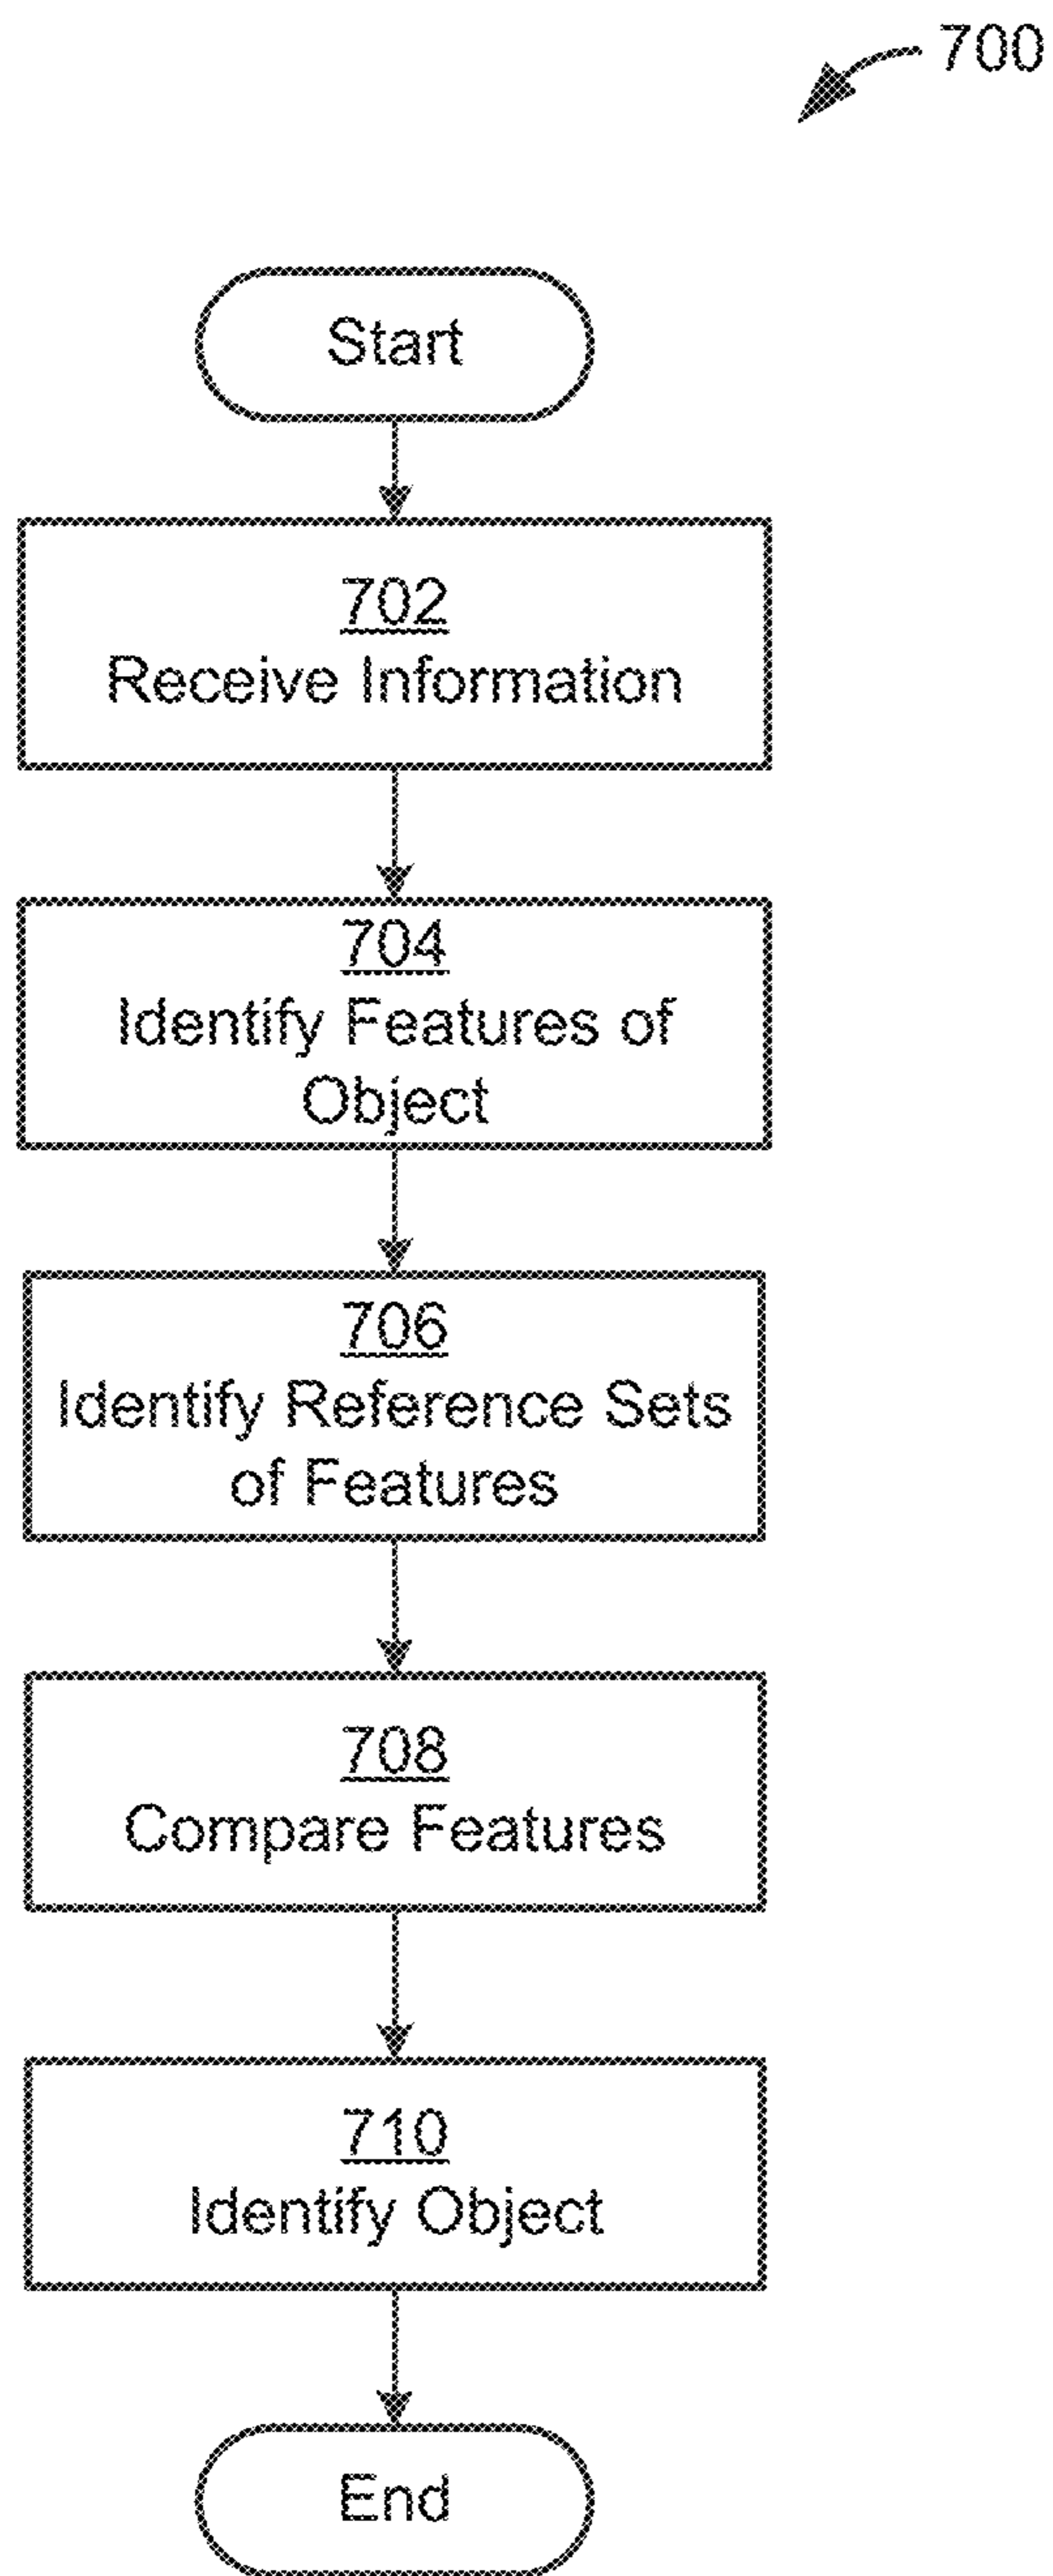 700
Start
702
Receive Information
704
Identify Features of
Object
706
Identify Reference Sets
of Features
708
Compare Features
710
Identify Object
End